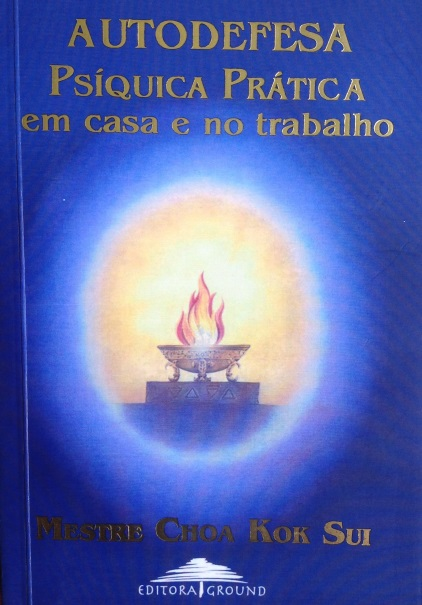 AUTODEFESA
PSÍQUICA PRÁTICA
em casa e no trabalho
MESTRE CHOA KOK SUI
EDITORA GROUND